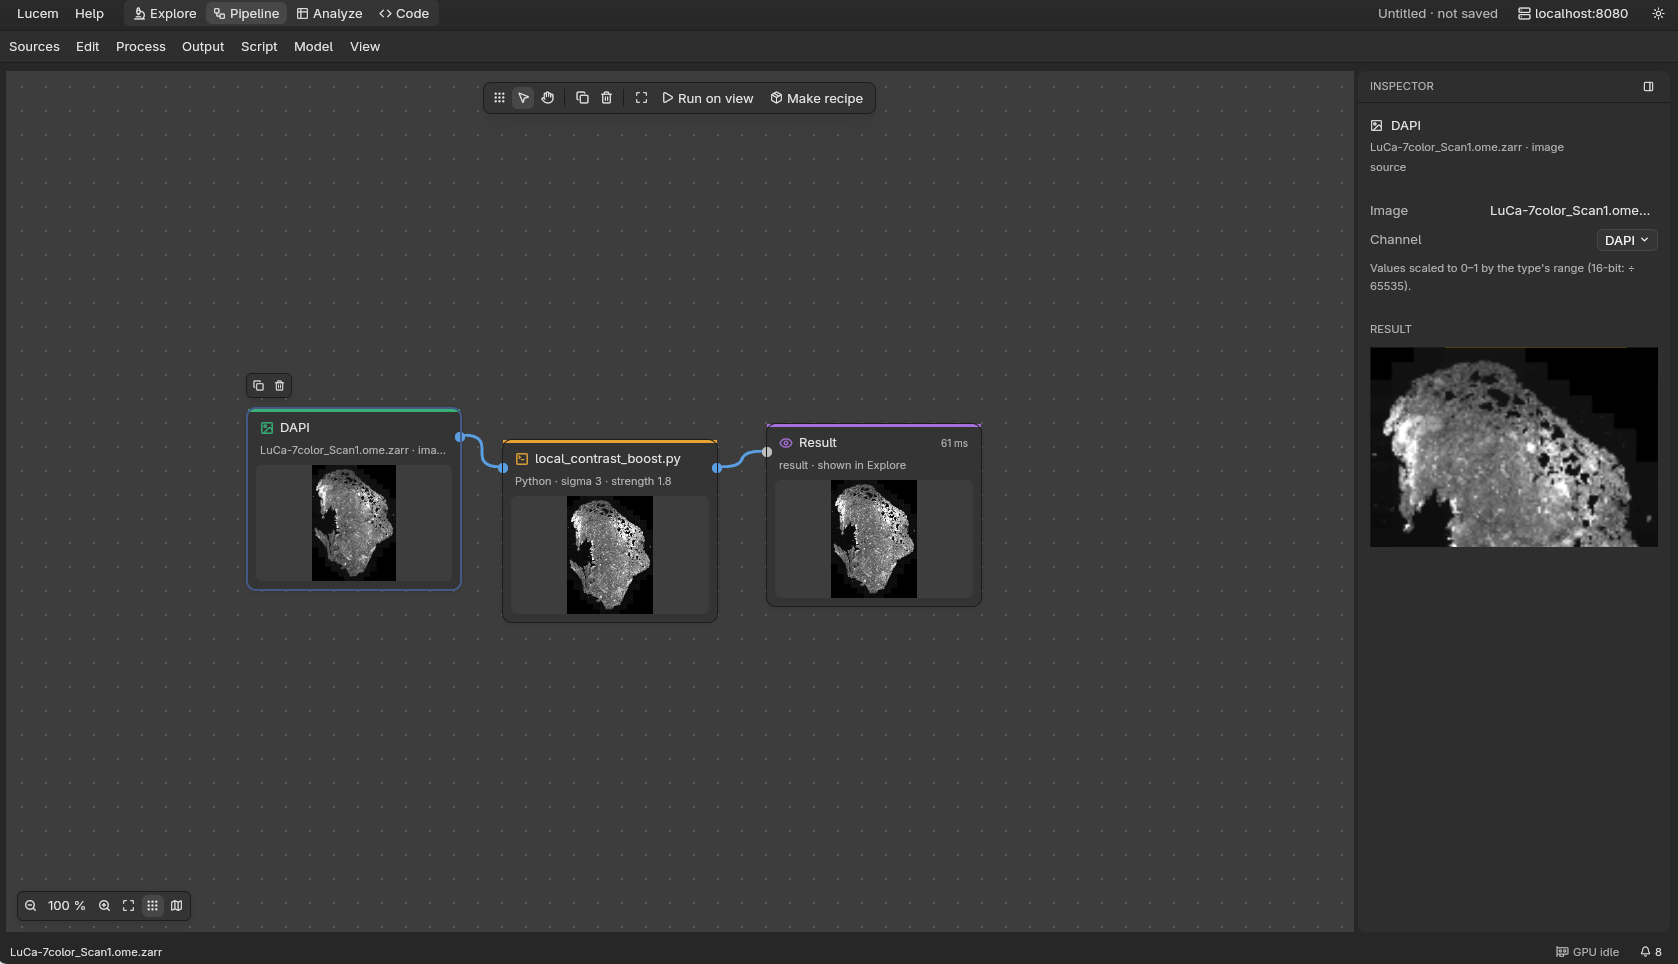 Lucem Help Explore Pipeline Analyze Code Untitled · not saved localhost:8080
Sources Edit Process Output Script Model View
Run on view Make recipe
INSPECTOR
DAPI
LuCa-7color_Scan1.ome.zarr · image
source
Image LuCa-7color_Scan1.ome...
Channel DAPI
Values scaled to 0–1 by the type's range (16-bit: ÷
65535).
RESULT
DAPI
LuCa-7color_Scan1.ome.zarr · ima...
local_contrast_boost.py
Python · sigma 3 · strength 1.8
Result 61 ms
result · shown in Explore
100 %
LuCa-7color_Scan1.ome.zarr GPU idle 8